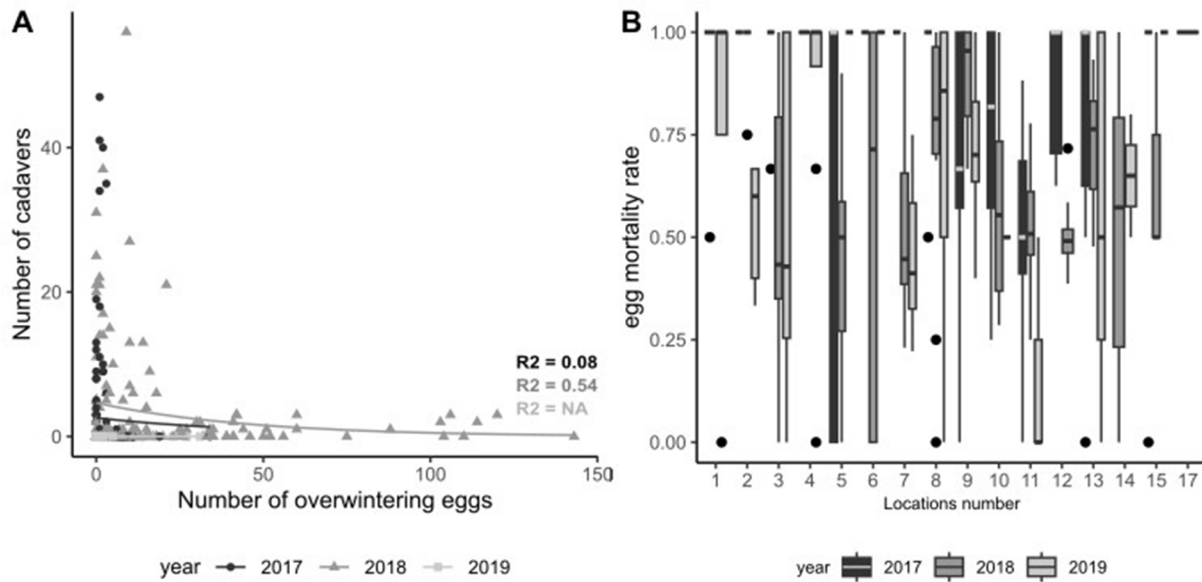 A
Number of cadavers
40
20
0
R2 = 0.08
R2 = 0.54
R2 = NA
0 50 100 150
Number of overwintering eggs
year 2017 2018 2019
B
egg mortality rate
1.00
0.75
0.50
0.25
0.00
1 2 3 4 5 6 7 8 9 10 11 12 13 14 15 17
Locations number
year 2017 2018 2019